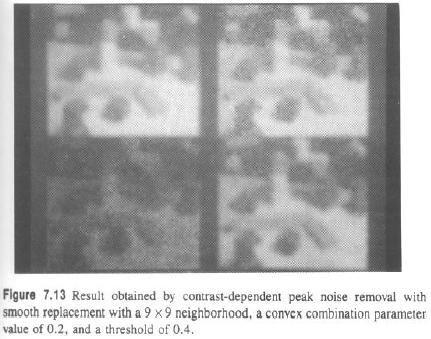 Figure 7.13 Result obtained by contrast-dependent peak noise removal with
smooth replacement with a 9 × 9 neighborhood, a convex combination parameter
value of 0.2, and a threshold of 0.4.